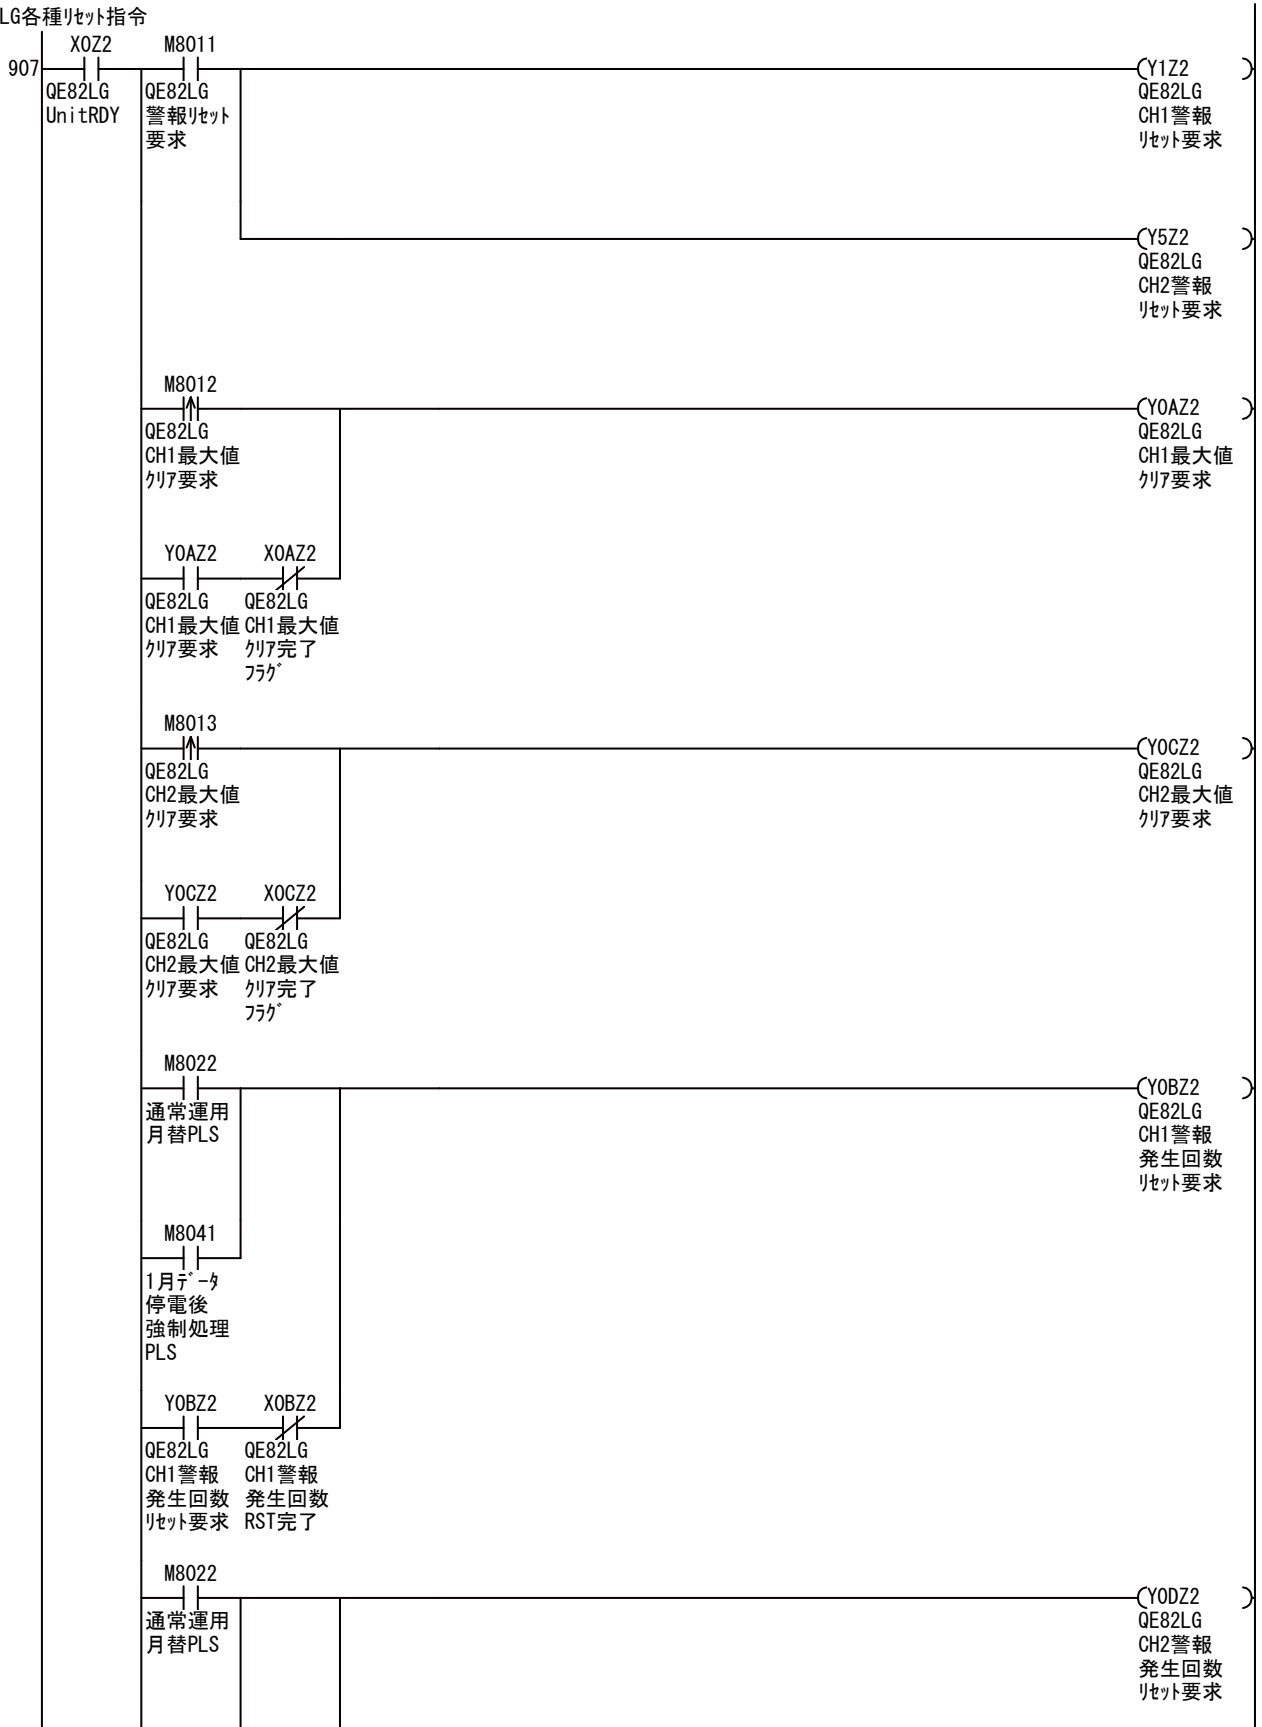 LG各種ﾘｾｯﾄ指令
X0Z2 M8011
907 Y1Z2
QE82LG QE82LG QE82LG
UnitRDY 警報ﾘｾｯﾄ CH1警報
要求 ﾘｾｯﾄ要求
Y5Z2
QE82LG
CH2警報
ﾘｾｯﾄ要求
M8012
Y0AZ2
QE82LG QE82LG
CH1最大値 CH1最大値
ｸﾘｱ要求 ｸﾘｱ要求
Y0AZ2 X0AZ2
QE82LG QE82LG
CH1最大値 CH1最大値
ｸﾘｱ要求 ｸﾘｱ完了
ﾌﾗｸﾞ
M8013
Y0CZ2
QE82LG QE82LG
CH2最大値 CH2最大値
ｸﾘｱ要求 ｸﾘｱ要求
Y0CZ2 X0CZ2
QE82LG QE82LG
CH2最大値 CH2最大値
ｸﾘｱ要求 ｸﾘｱ完了
ﾌﾗｸﾞ
M8022
Y0BZ2
通常運用 QE82LG
月替PLS CH1警報
発生回数
ﾘｾｯﾄ要求
M8041
1月ﾃﾞｰﾀ
停電後
強制処理
PLS
Y0BZ2 X0BZ2
QE82LG QE82LG
CH1警報 CH1警報
発生回数 発生回数
ﾘｾｯﾄ要求 RST完了
M8022
Y0DZ2
通常運用 QE82LG
月替PLS CH2警報
発生回数
ﾘｾｯﾄ要求